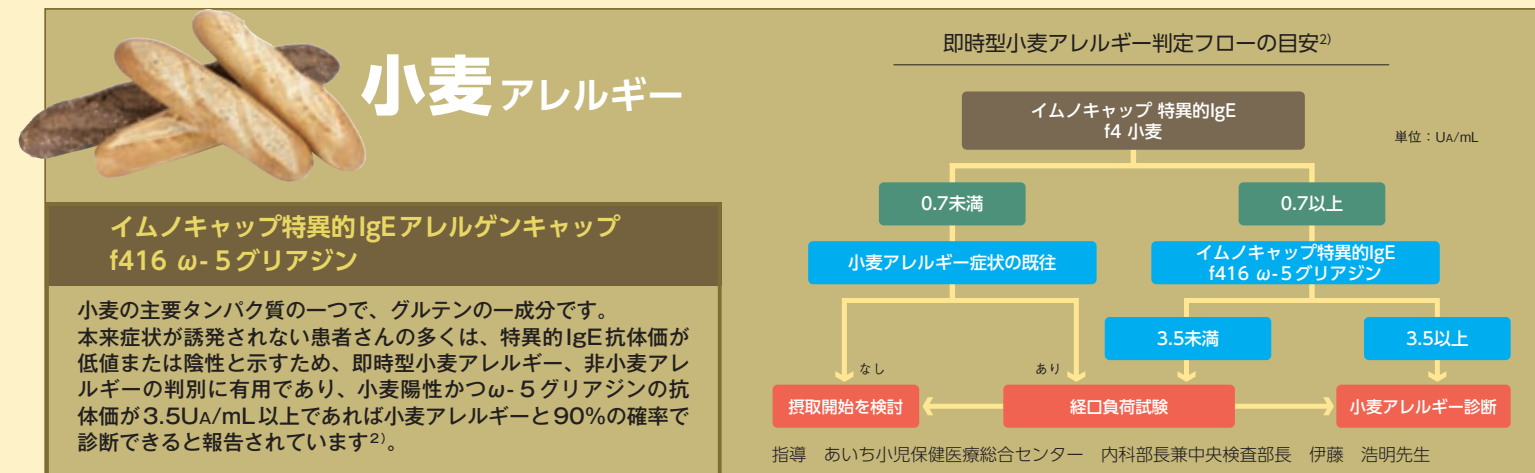 小麦アレルギー
イムノキャップ特異的IgEアレルゲンキャップ
f416 ω-5グリアジン
小麦の主要タンパク質の一つで、グルテンの一成分です。
本来症状が誘発されない患者さんの多くは、特異的IgE抗体価が
低値または陰性と示すため、即時型小麦アレルギー、非小麦アレ
ルギーの判別に有用であり、小麦陽性かつω-5グリアジンの抗
体価が3.5UA/mL以上であれば小麦アレルギーと90%の確率で
診断できると報告されています2)。
即時型小麦アレルギー判定フローの目安2)
イムノキャップ 特異的IgE
f4 小麦
単位：UA/mL
0.7未満
0.7以上
小麦アレルギー症状の既往
イムノキャップ特異的IgE
f416 ω-5グリアジン
3.5未満
3.5以上
なし
あり
摂取開始を検討
経口負荷試験
小麦アレルギー診断
指導　あいち小児保健医療総合センター　内科部長兼中央検査部長　伊藤　浩明先生